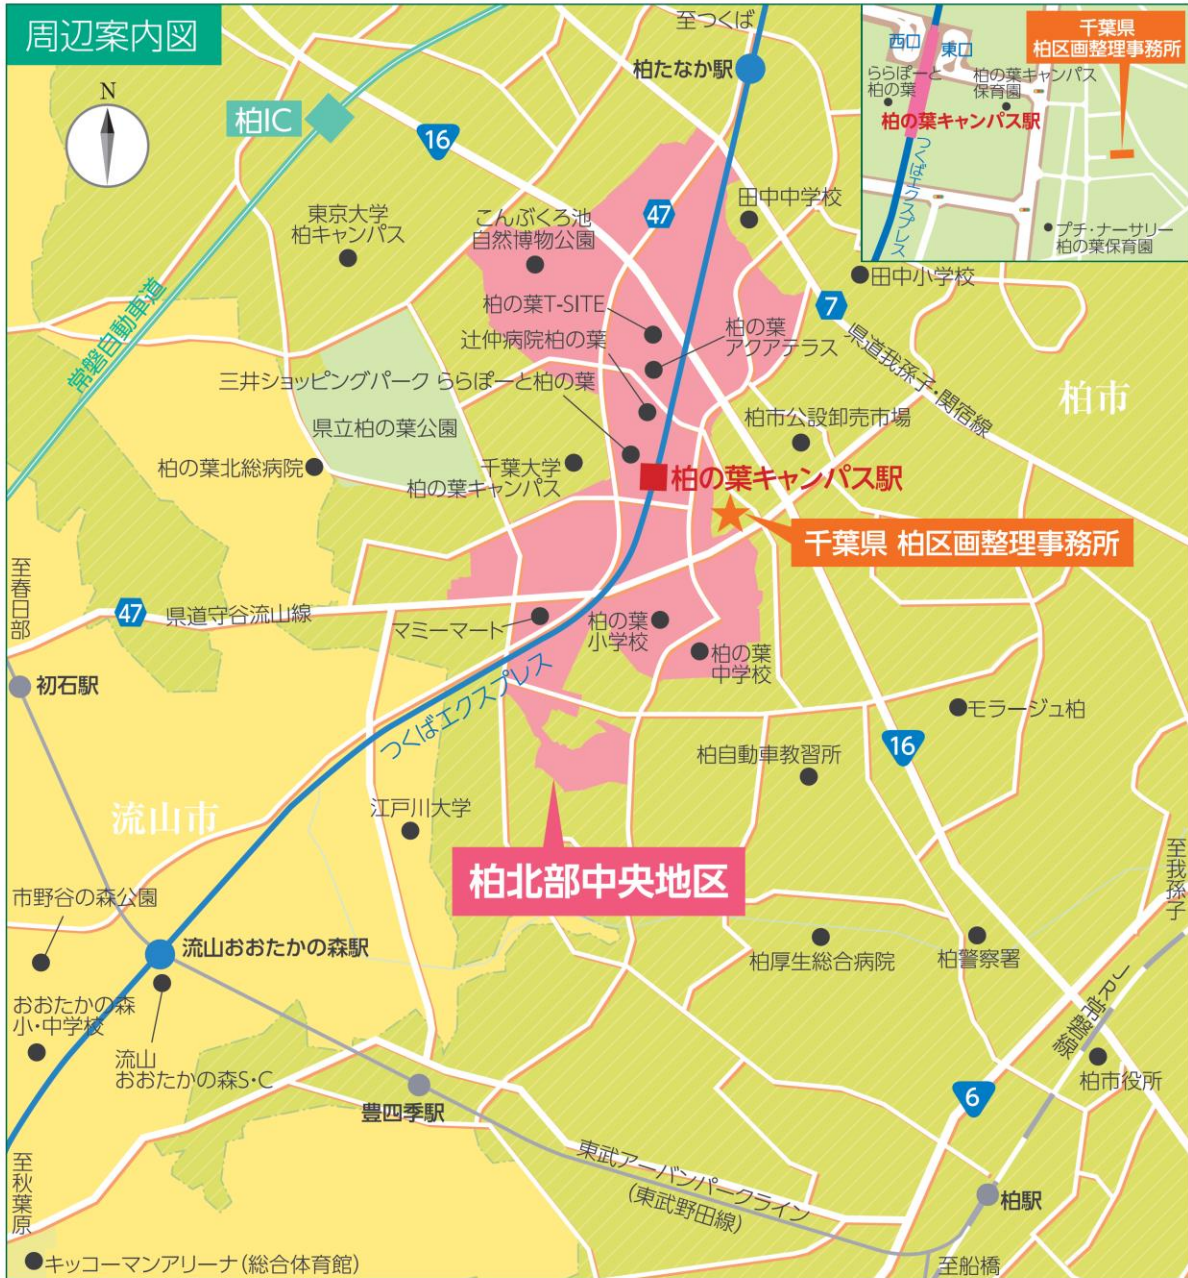 周辺案内図
N
柏IC
16
至つくば
柏たなか駅
西口
東口
ららぽーと
柏の葉
柏の葉キャンパス
保育園
千葉県
柏区画整理事務所
柏の葉キャンパス駅
つくばエクスプレス
プチ・ナーサリー
柏の葉保育園
47
田中中学校
東京大学
柏キャンパス
こんぶくろ池
自然博物公園
田中小学校
常磐自動車道
柏の葉T-SITE
7
県道我孫子・関宿線
柏の葉
アクアテラス
辻仲病院柏の葉
三井ショッピングパーク ららぽーと柏の葉
柏市
県立柏の葉公園
柏市公設卸売市場
柏の葉北総病院
千葉大学
柏の葉キャンパス
柏の葉キャンパス駅
千葉県 柏区画整理事務所
至春日部
47
県道守谷流山線
マミーマート
柏の葉
小学校
柏の葉
中学校
初石駅
つくばエクスプレス
モラージュ柏
16
柏自動車教習所
流山市
江戸川大学
柏北部中央地区
至我孫子
市野谷の森公園
流山おおたかの森駅
柏厚生総合病院
柏警察署
JR常磐線
おおたかの森
小・中学校
流山
おおたかの森S・C
柏市役所
豊四季駅
6
至秋葉原
東武アーバンパークライン
(東武野田線)
柏駅
キッコーマンアリーナ(総合体育館)
至船橋